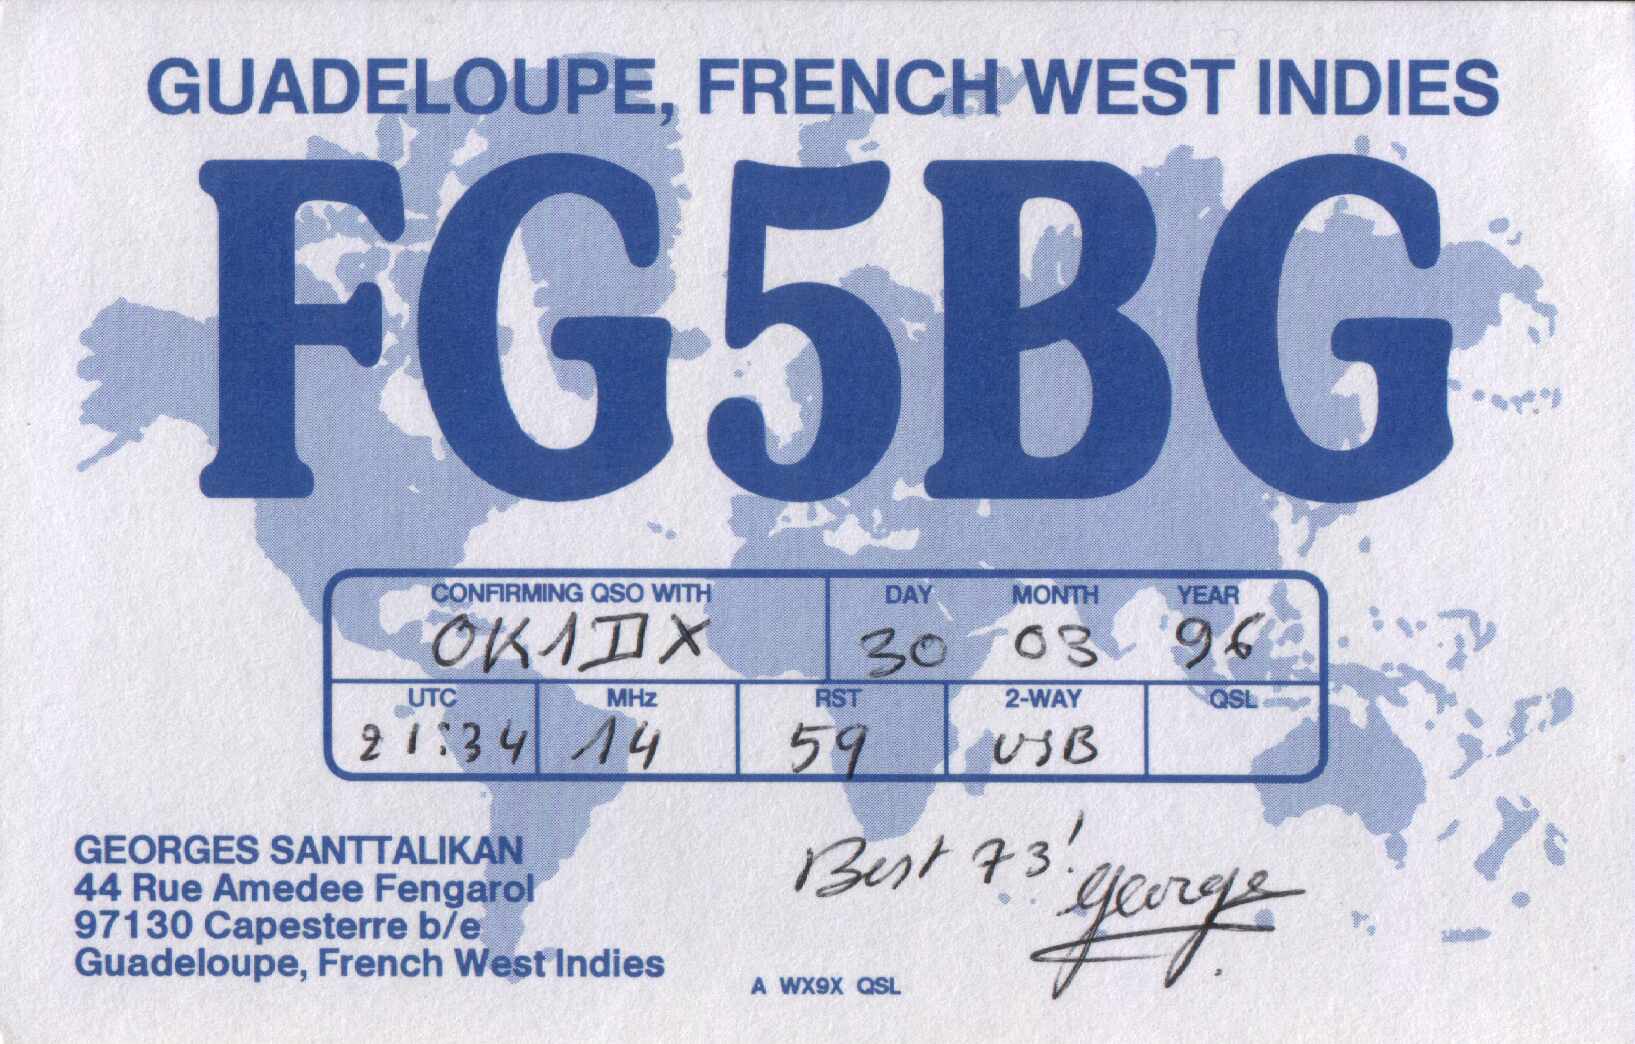 GUADELOUPE, FRENCH WEST INDIES
FG5BG
CONFIRMING QSO WITH DAY MONTH YEAR
OK1DX 30 03 96
UTC MHz RST 2-WAY QSL
21:34 14 59 USB
Best 73! George
GEORGES SANTTALIKAN
44 Rue Amedee Fengarol
97130 Capesterre b/e
Guadeloupe, French West Indies
A WX9X QSL